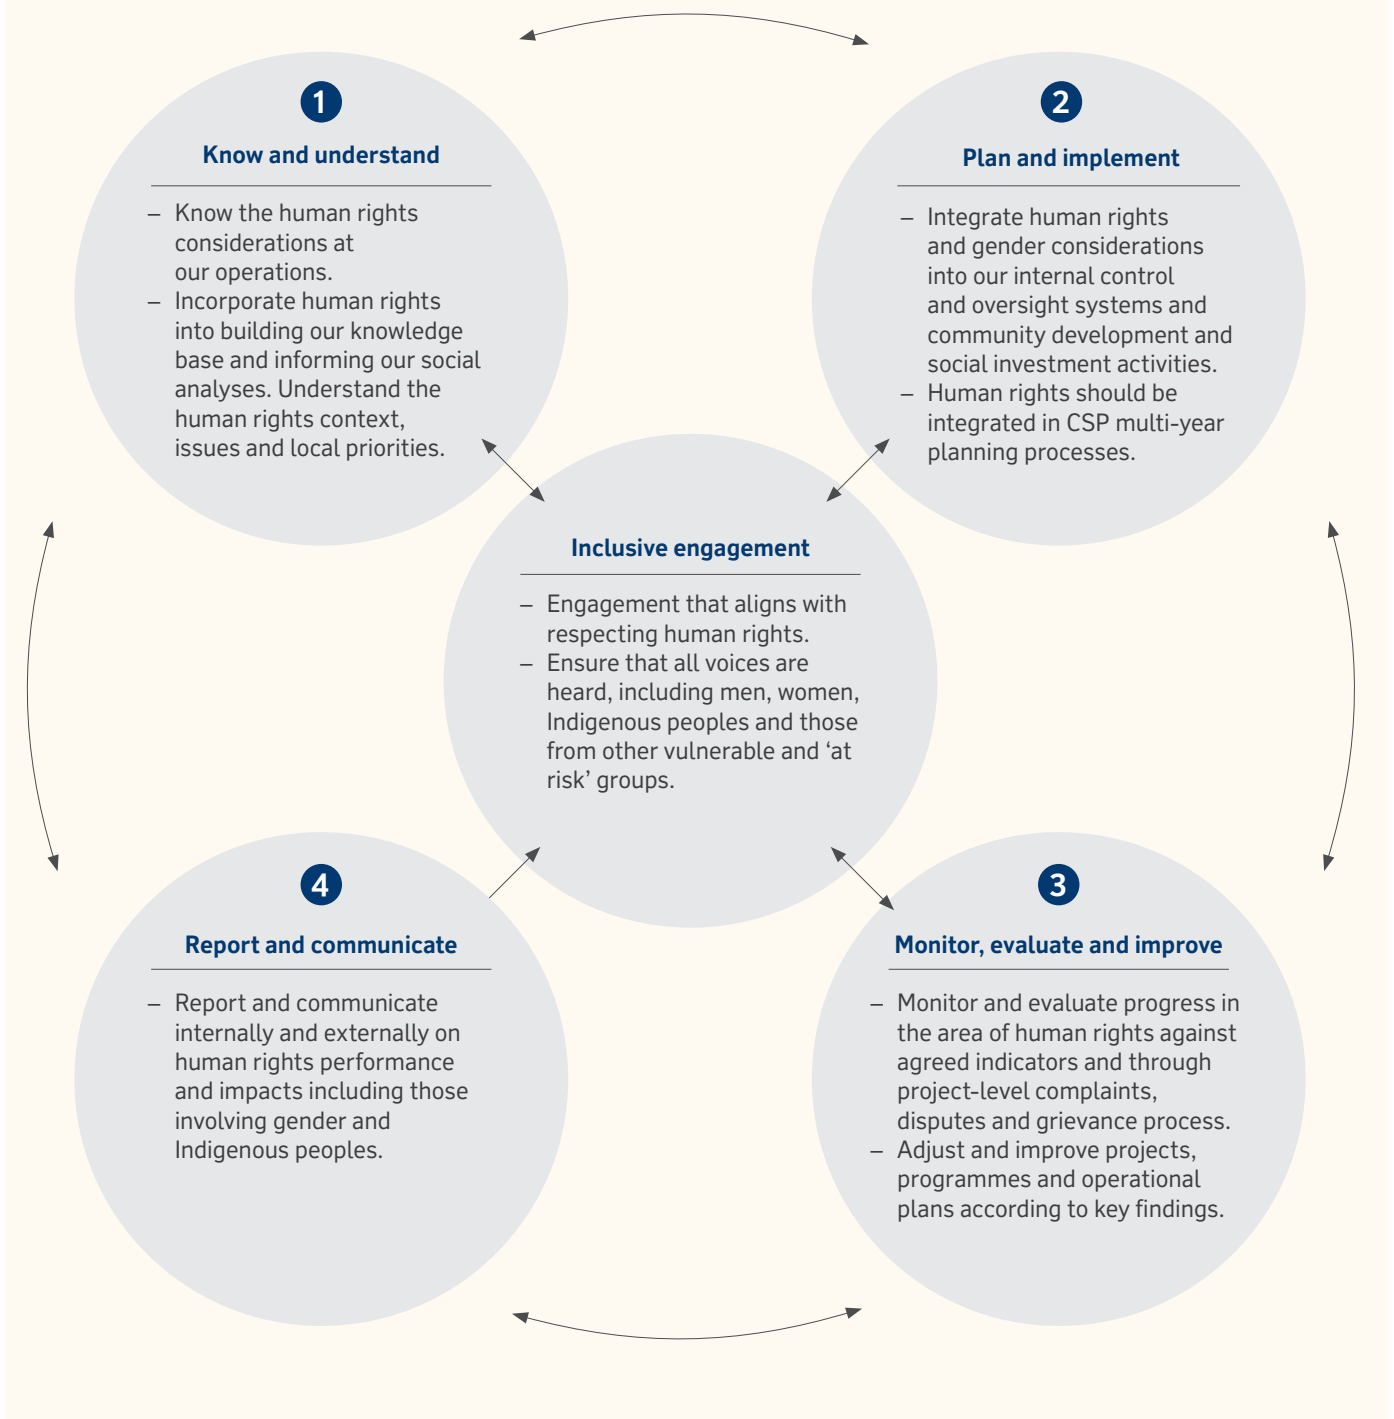 1
Know and understand
– Know the human rights
considerations at
our operations.
– Incorporate human rights
into building our knowledge
base and informing our social
analyses. Understand the
human rights context,
issues and local priorities.
2
Plan and implement
– Integrate human rights
and gender considerations
into our internal control
and oversight systems and
community development and
social investment activities.
– Human rights should be
integrated in CSP multi-year
planning processes.
Inclusive engagement
– Engagement that aligns with
respecting human rights.
– Ensure that all voices are
heard, including men, women,
Indigenous peoples and those
from other vulnerable and ‘at
risk’ groups.
4
Report and communicate
– Report and communicate
internally and externally on
human rights performance
and impacts including those
involving gender and
Indigenous peoples.
3
Monitor, evaluate and improve
– Monitor and evaluate progress in
the area of human rights against
agreed indicators and through
project-level complaints,
disputes and grievance process.
– Adjust and improve projects,
programmes and operational
plans according to key findings.